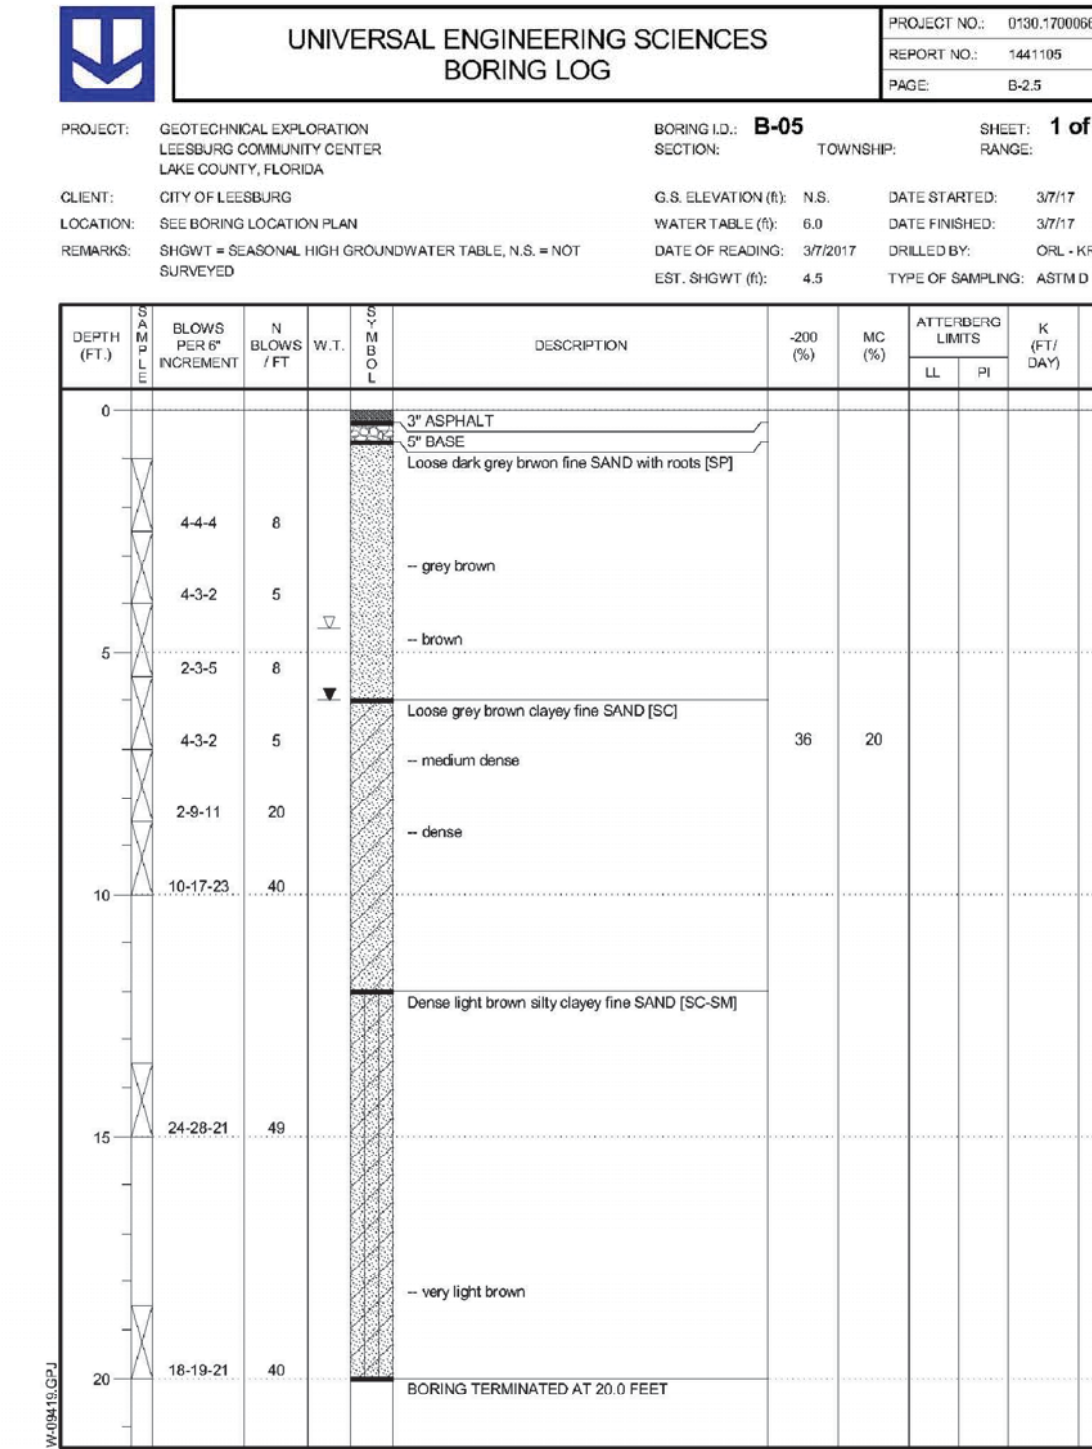 UNIVERSAL ENGINEERING SCIENCES
BORING LOG
PROJECT NO.: 0130.1700066
REPORT NO.: 1441105
PAGE: B-2.5
PROJECT: GEOTECHNICAL EXPLORATION
LEESBURG COMMUNITY CENTER
LAKE COUNTY, FLORIDA
BORING I.D.: B-05 SHEET: 1 of
SECTION: TOWNSHIP: RANGE:
CLIENT: CITY OF LEESBURG
G.S. ELEVATION (ft): N.S. DATE STARTED: 3/7/17
LOCATION: SEE BORING LOCATION PLAN
WATER TABLE (ft): 6.0 DATE FINISHED: 3/7/17
REMARKS: SHGWT = SEASONAL HIGH GROUNDWATER TABLE, N.S. = NOT
SURVEYED
DATE OF READING: 3/7/2017 DRILLED BY: ORL - KR
EST. SHGWT (ft): 4.5 TYPE OF SAMPLING: ASTM D
DEPTH
(FT.)
SAMPLE
BLOWS
PER 6"
INCREMENT
N
BLOWS
/ FT
W.T.
SYMBOL
DESCRIPTION
-200
(%)
MC
(%)
ATTERBERG
LIMITS
LL PI
K
(FT/
DAY)
0
3" ASPHALT
5" BASE
Loose dark grey brwon fine SAND with roots [SP]
4-4-4 8
-- grey brown
4-3-2 5
-- brown
5
2-3-5 8
Loose grey brown clayey fine SAND [SC]
4-3-2 5 36 20
-- medium dense
2-9-11 20
-- dense
10 10-17-23 40
Dense light brown silty clayey fine SAND [SC-SM]
15 24-28-21 49
-- very light brown
20 18-19-21 40
BORING TERMINATED AT 20.0 FEET
W-09419.GPJ